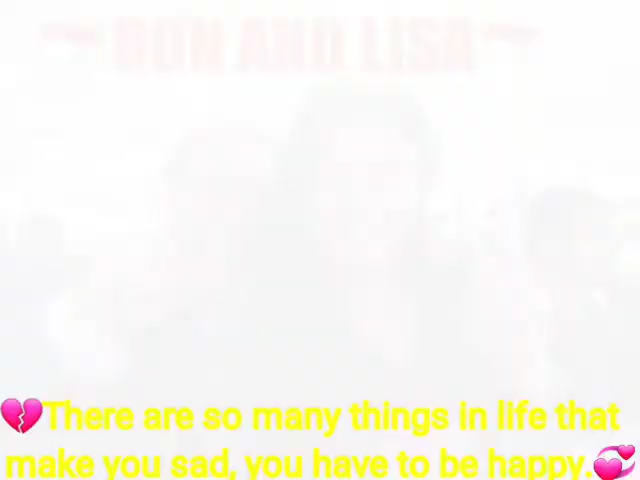 RON AND LISA
💔There are so many things in life that
make you sad, you have to be happy.💞